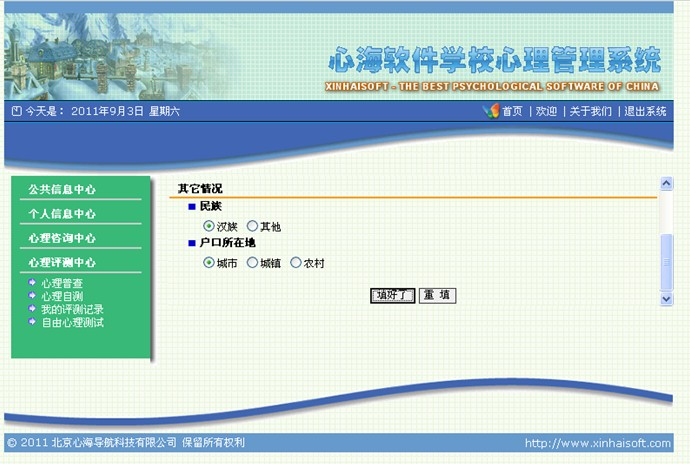 心海软件学校心理管理系统
XINHAISOFT - THE BEST PSYCHOLOGICAL SOFTWARE OF CHINA
今天是： 2011年9月3日 星期六
首页 | 欢迎 | 关于我们 | 退出系统
公共信息中心
个人信息中心
心理咨询中心
心理评测中心
心理普查
心理自测
我的评测记录
自由心理测试
其它情况
民族
汉族 其他
户口所在地
城市 城镇 农村
填好了 重 填
© 2011 北京心海导航科技有限公司 保留所有权利
http://www.xinhaisoft.com